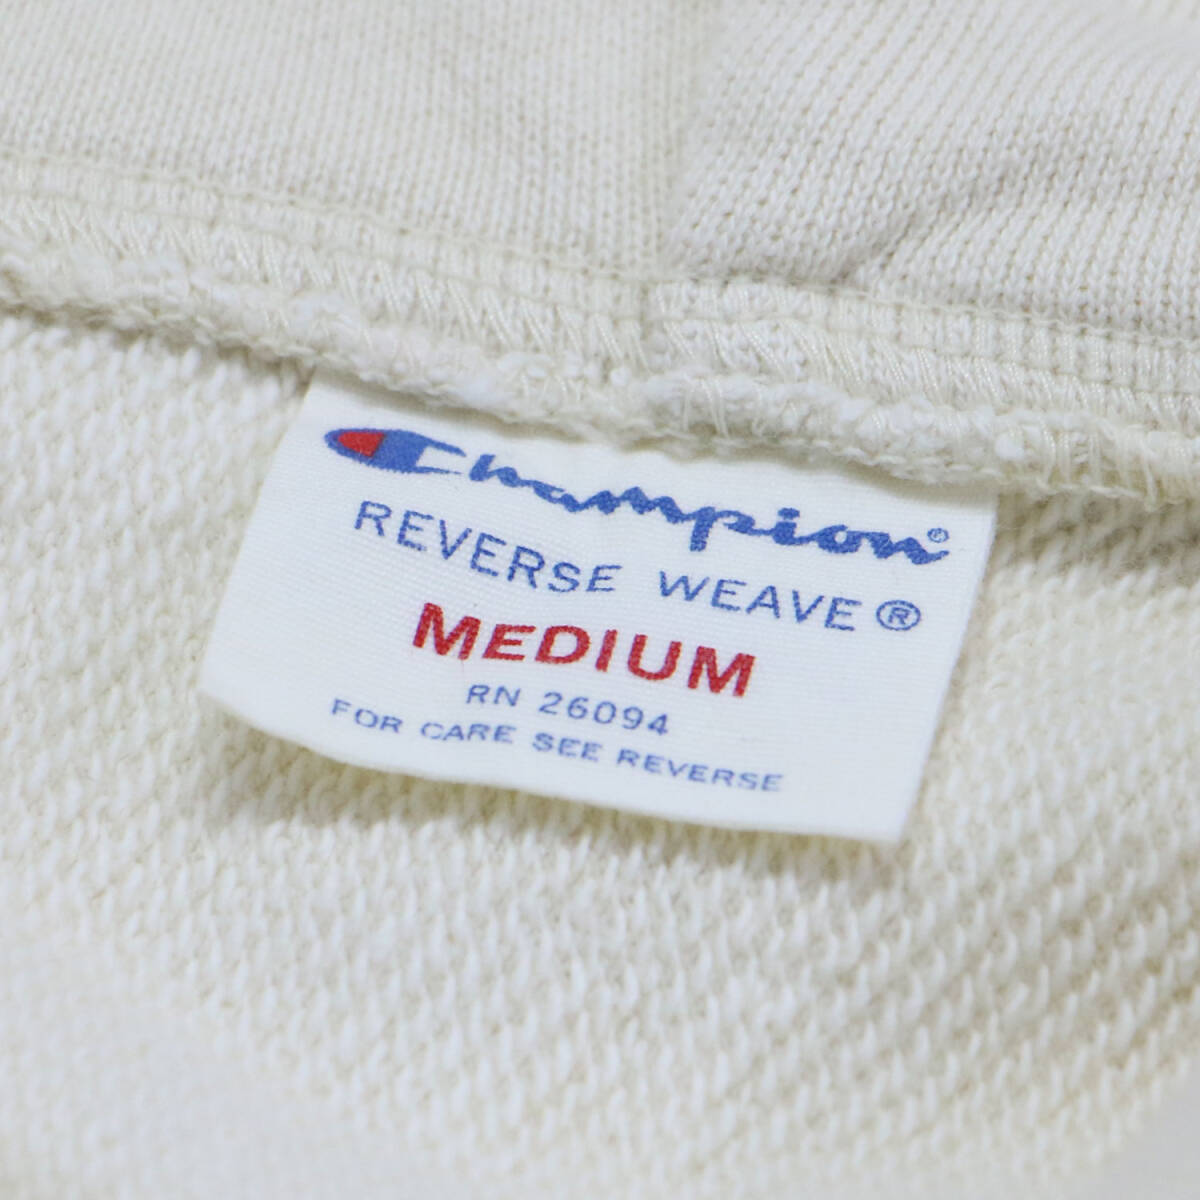 Champion®
REVERSE WEAVE®
MEDIUM
RN 26094
FOR CARE SEE REVERSE